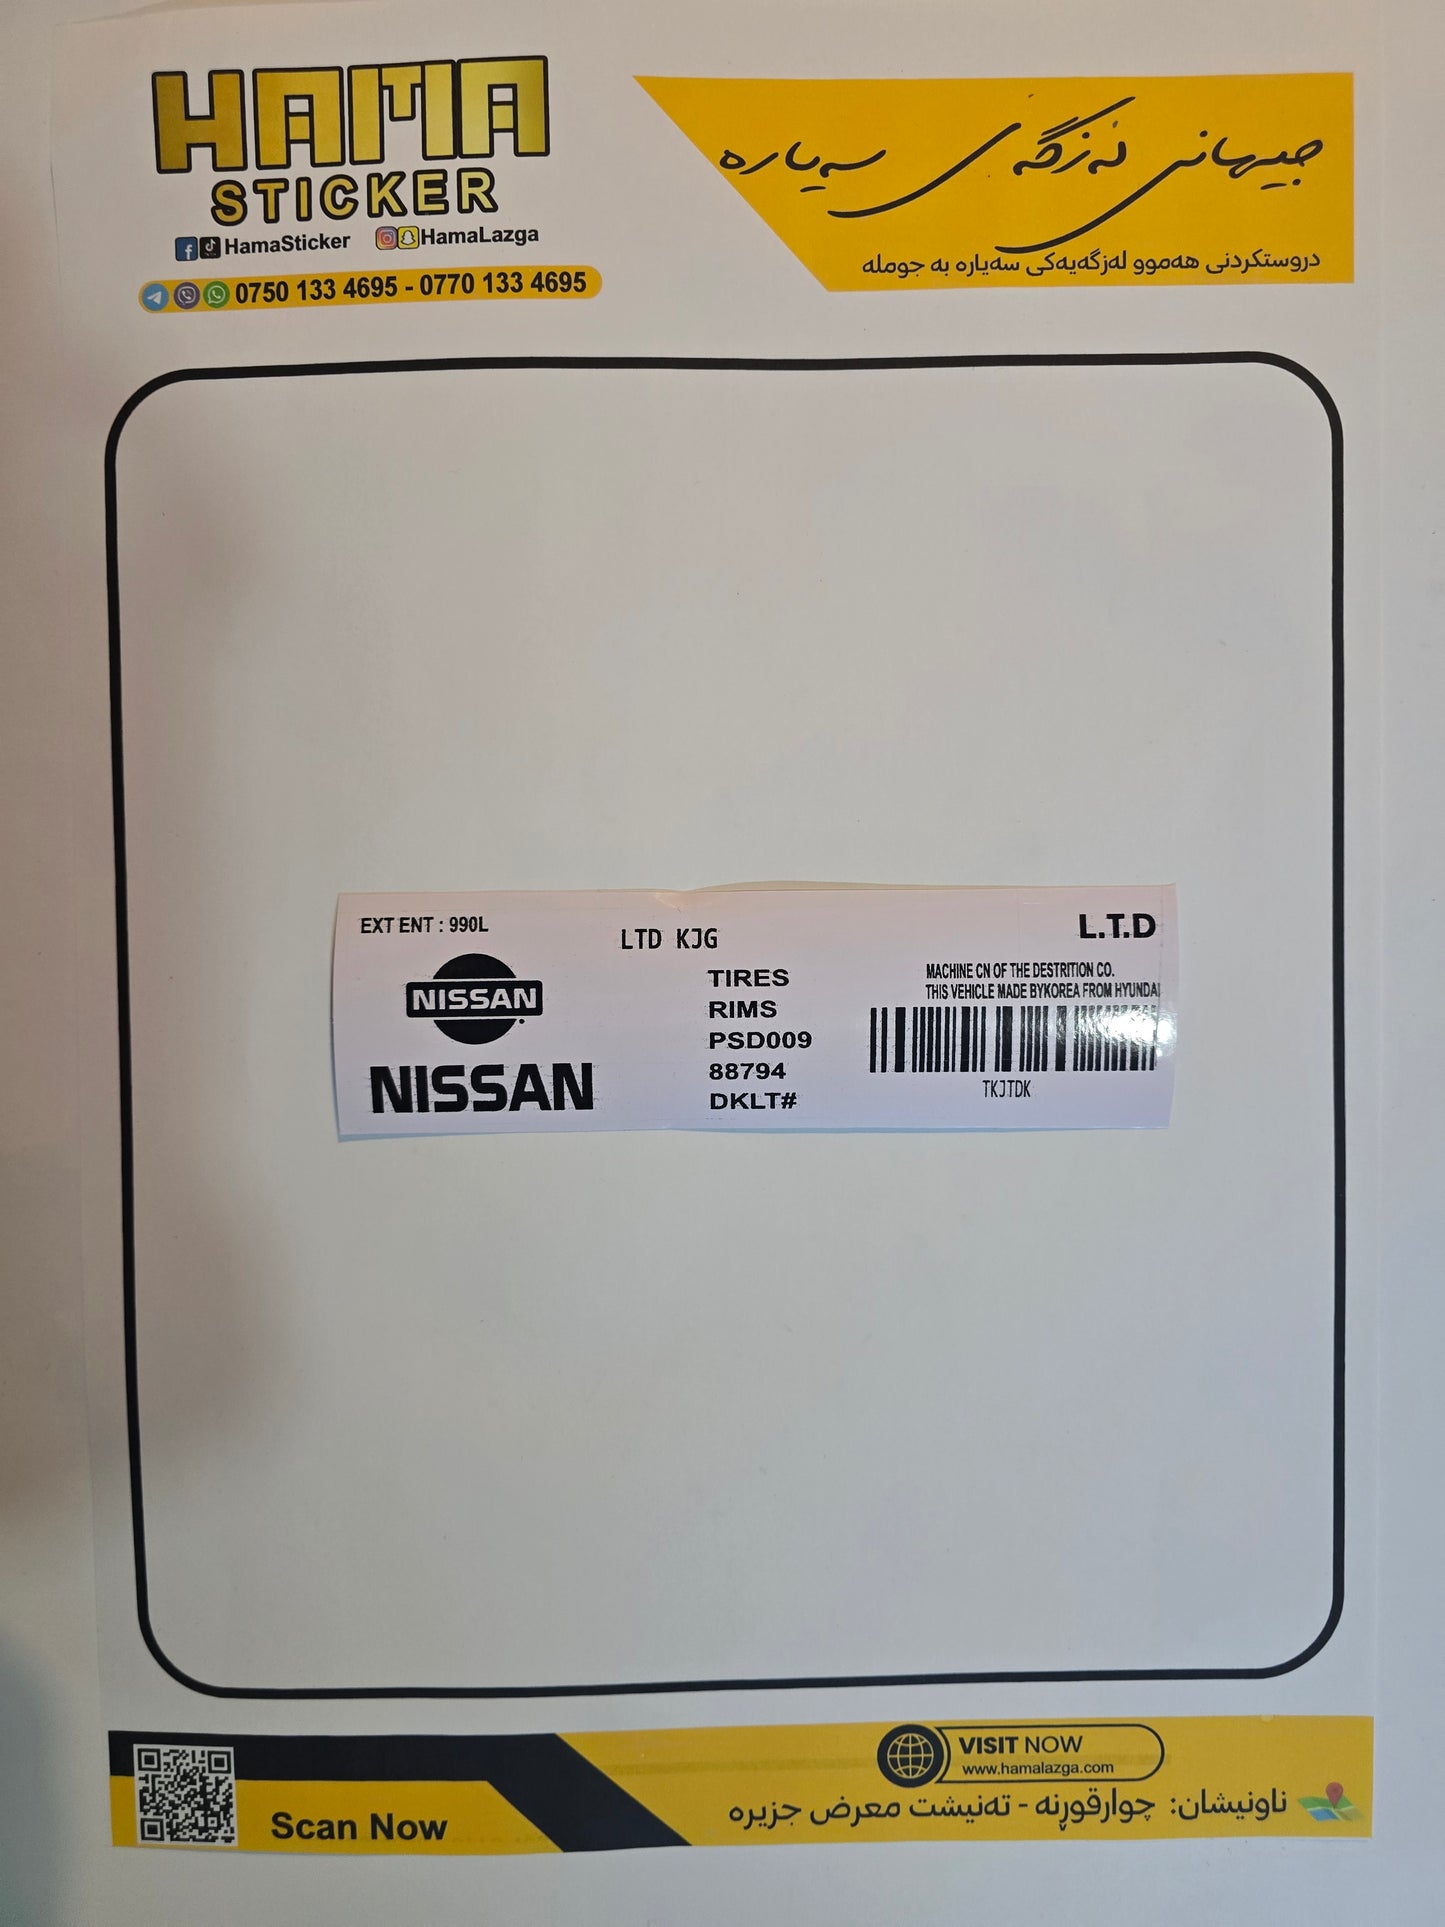 HAMA
STICKER
HamaSticker HamaLazga
0750 133 4695 - 0770 133 4695
جیهانی لەزگەی سەیارە
دروستکردنی هەموو لەزگەیەکی سەیارە بە جوملە
EXT ENT : 990L
NISSAN
NISSAN
LTD KJG
TIRES
RIMS
PSD009
88794
DKLT#
L.T.D
MACHINE CN OF THE DESTRITION CO.
THIS VEHICLE MADE BYKOREA FROM HYUNDAI
TKJTDK
Scan Now
VISIT NOW
www.hamalazga.com
ناونیشان: چوارقوڕنە - تەنیشت معرض جزیرە